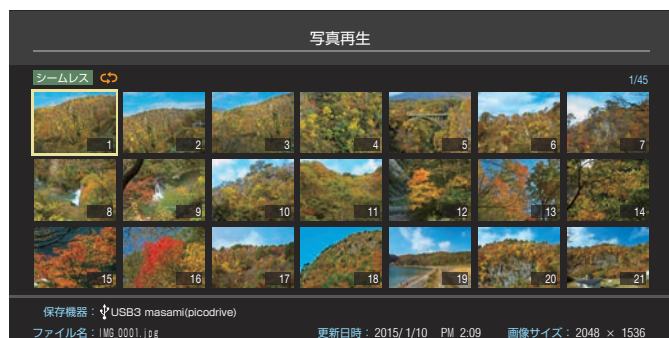 写真再生
シームレス 1/45
1 2 3 4 5 6 7
8 9 10 11 12 13 14
15 16 17 18 19 20 21
保存機器：USB3 masami(picodrive)
ファイル名：IMG_0001.jpg 更新日時：2015/ 1/10 PM 2:09 画像サイズ：2048 × 1536